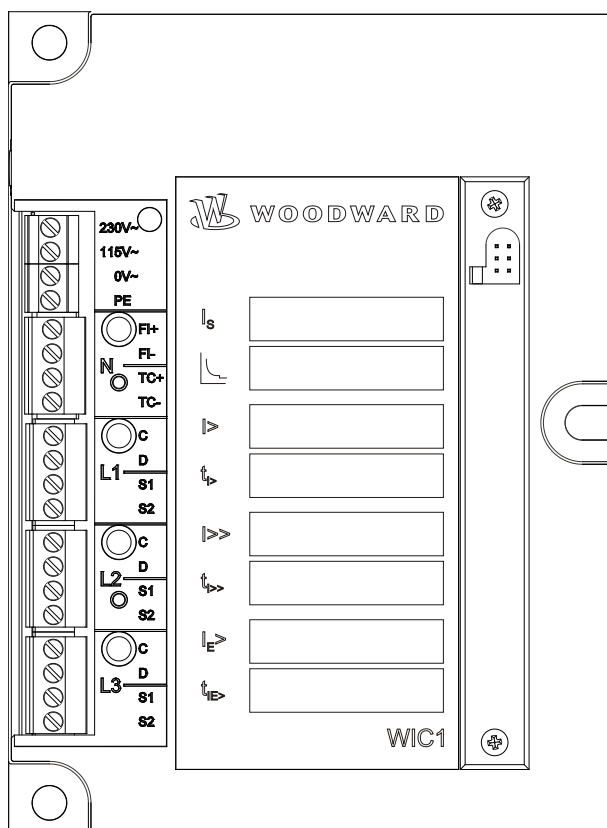 230V~
115V~
0V~
PE
FI+
FI-
N
TC+
TC-
C
D
L1
S1
S2
C
D
L2
S1
S2
C
D
L3
S1
S2
W WOODWARD
IS
I>
tI>
I>>
tI>>
IE>
tIE>
WIC1